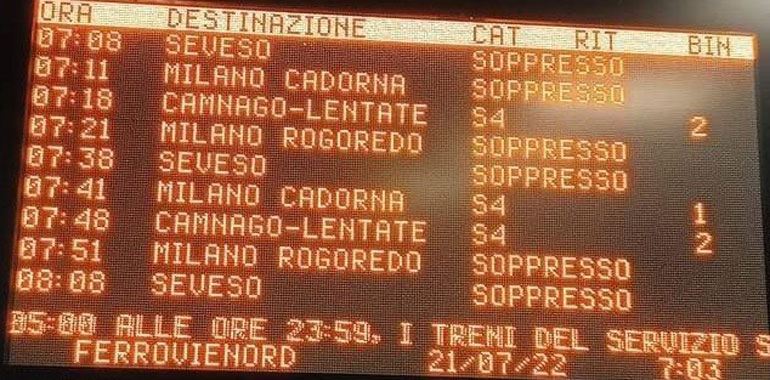 ORA DESTINAZIONE CAT RIT BIN
07:08 SEVESO SOPPRESSO
07:11 MILANO CADORNA SOPPRESSO
07:18 CAMNAGO-LENTATE S4 2
07:21 MILANO ROGOREDO SOPPRESSO
07:38 SEVESO SOPPRESSO
07:41 MILANO CADORNA S4 1
07:48 CAMNAGO-LENTATE S4 2
07:51 MILANO ROGOREDO SOPPRESSO
08:08 SEVESO SOPPRESSO
05:00 ALLE ORE 23:59, I TRENI DEL SERVIZIO S
FERROVIENORD 21/07/22 7:03